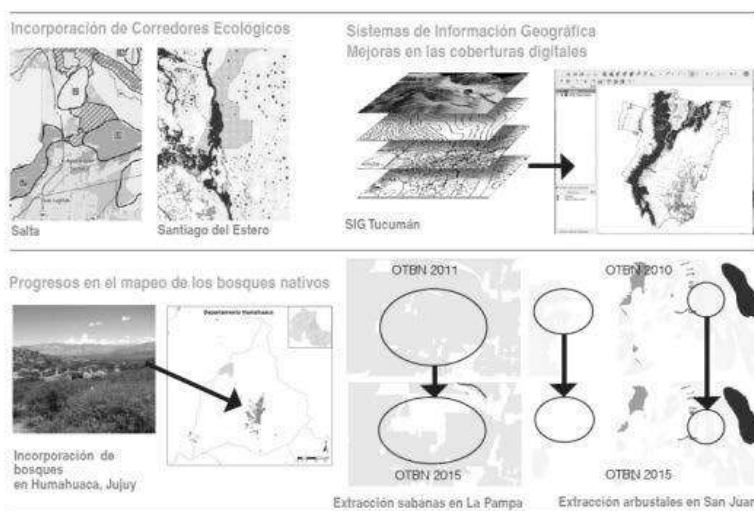 Incorporación de Corredores Ecológicos
Sistemas de Información Geográfica
Mejoras en las coberturas digitales
Salta
Santiago del Estero
SIG Tucumán
Progresos en el mapeo de los bosques nativos
Departamento Humahuaca
OTBN 2011
OTBN 2010
OTBN 2015
OTBN 2015
Incorporación de
bosques
en Humahuaca, Jujuy
Extracción sabanas en La Pampa
Extracción arbustales en San Juan